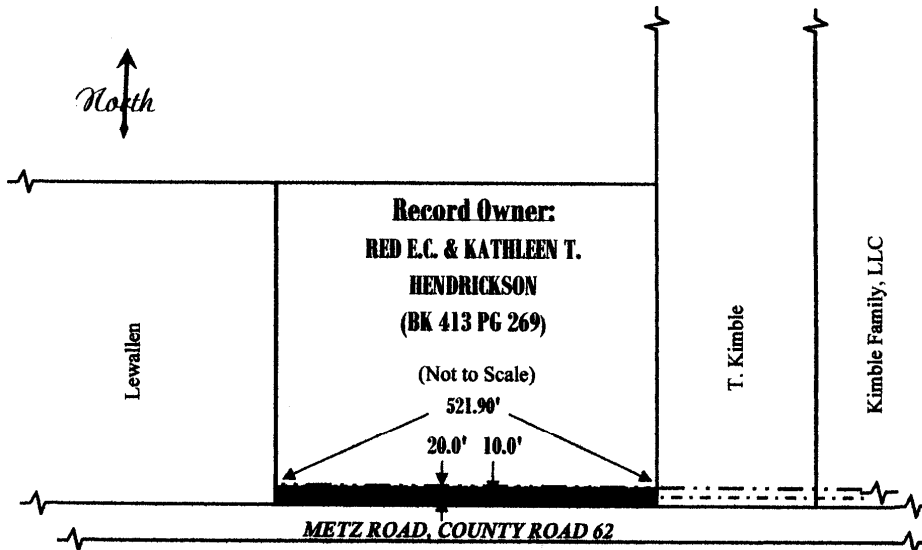 North
Record Owner:
RED E.C. & KATHLEEN T.
HENDRICKSON
(BK 413 PG 269)
(Not to Scale)
521.90'
20.0' 10.0'
Lewallen
T. Kimble
Kimble Family, LLC
METZ ROAD, COUNTY ROAD 62